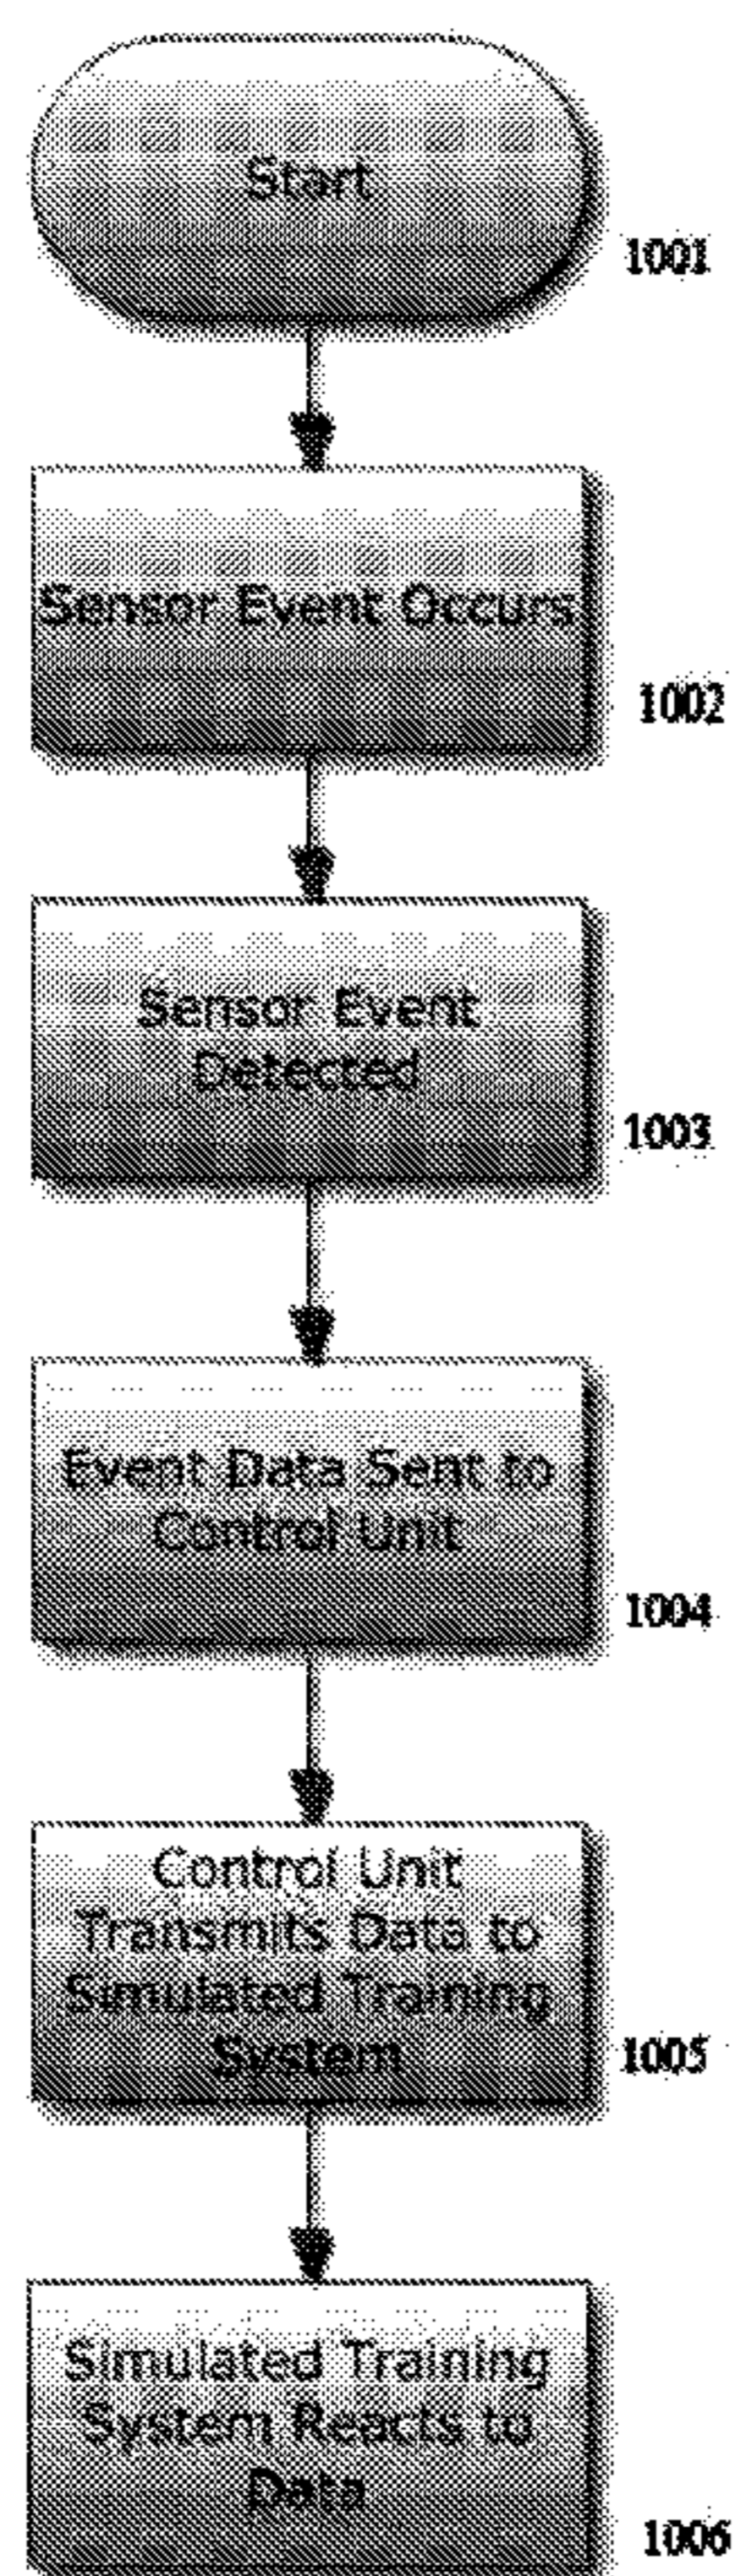 Start
1001
Sensor Event Occurs
1002
Sensor Event
Detected
1003
Event Data Sent to
Control Unit
1004
Control Unit
Transmits Data to
Simulated Training
System
1005
Simulated Training
System Reacts to
Data
1006